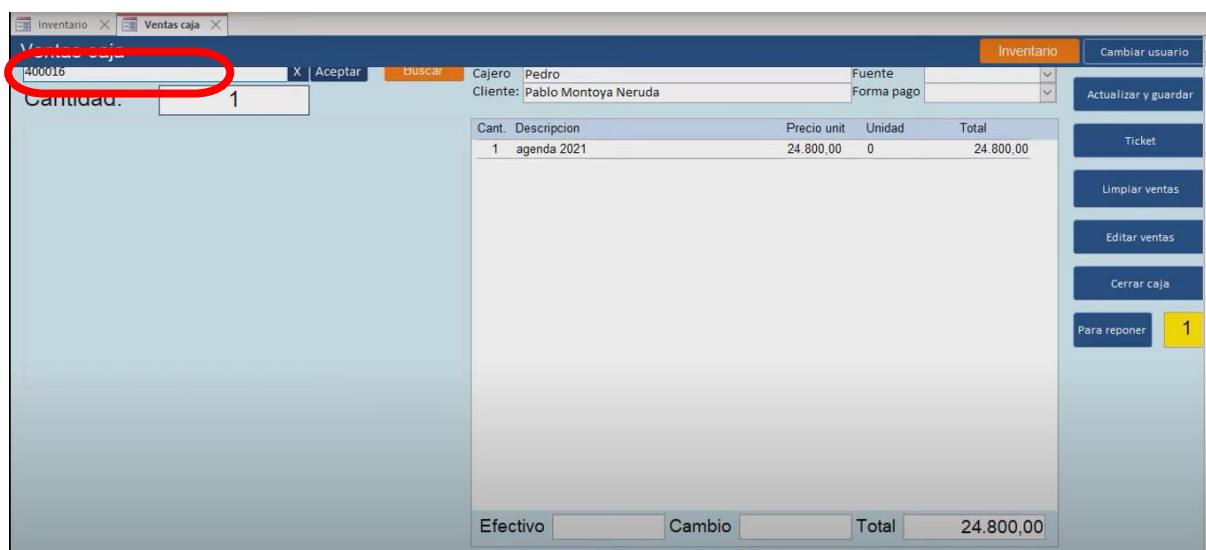 Inventario Ventas caja
Ventas caja Inventario Cambiar usuario
400016 X Aceptar Buscar
Cantidad: 1
Cajero Pedro Fuente
Cliente: Pablo Montoya Neruda Forma pago
Actualizar y guardar
Cant. Descripcion Precio unit Unidad Total
1 agenda 2021 24.800,00 0 24.800,00
Ticket
Limpiar ventas
Editar ventas
Cerrar caja
Para reponer 1
Efectivo Cambio Total 24.800,00